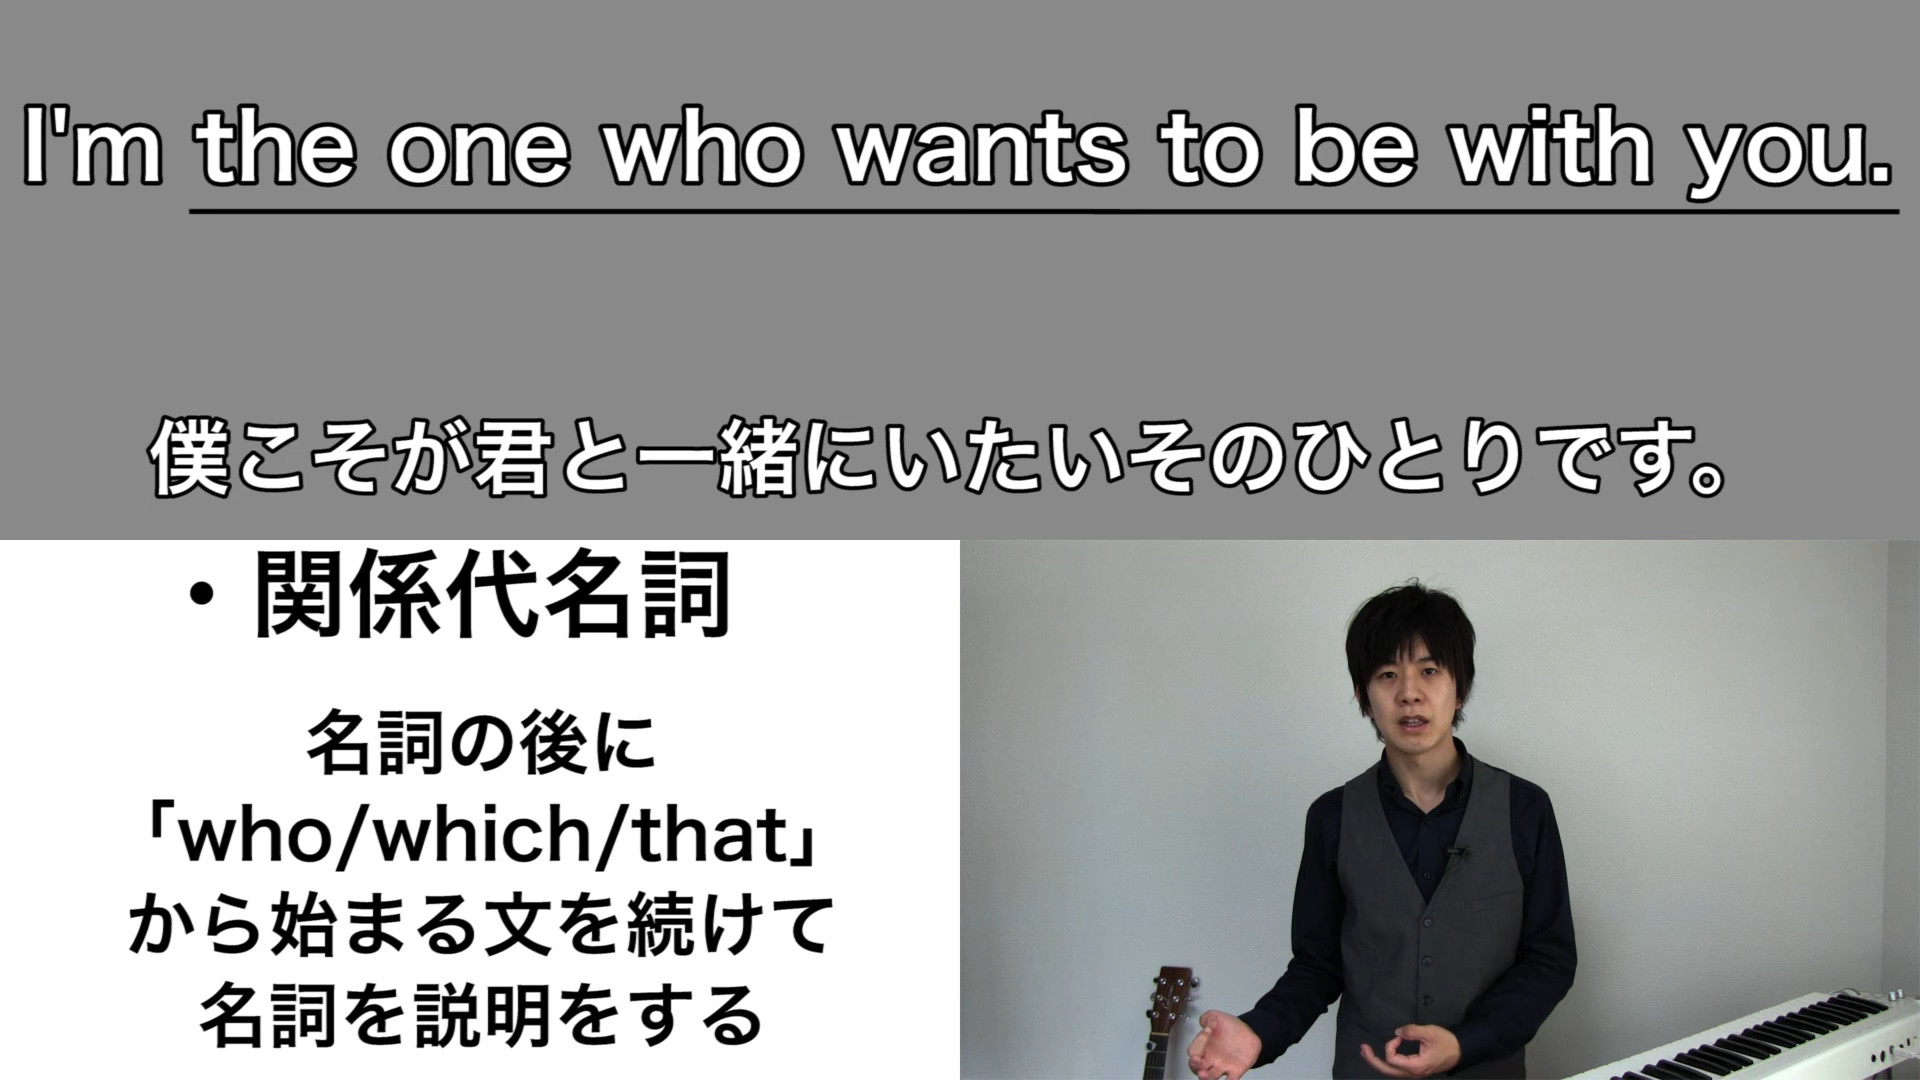 I'm the one who wants to be with you.
僕こそが君と一緒にいたいそのひとりです。
・関係代名詞
名詞の後に
「who/which/that」
から始まる文を続けて
名詞を説明をする